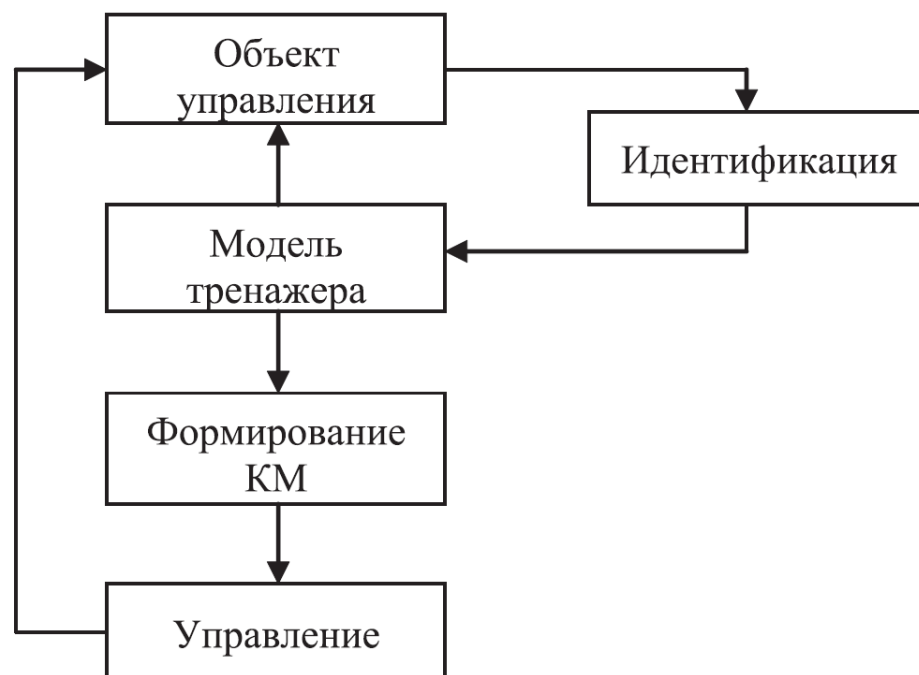 Объект
управления
Идентификация
Модель
тренажера
Формирование
КМ
Управление